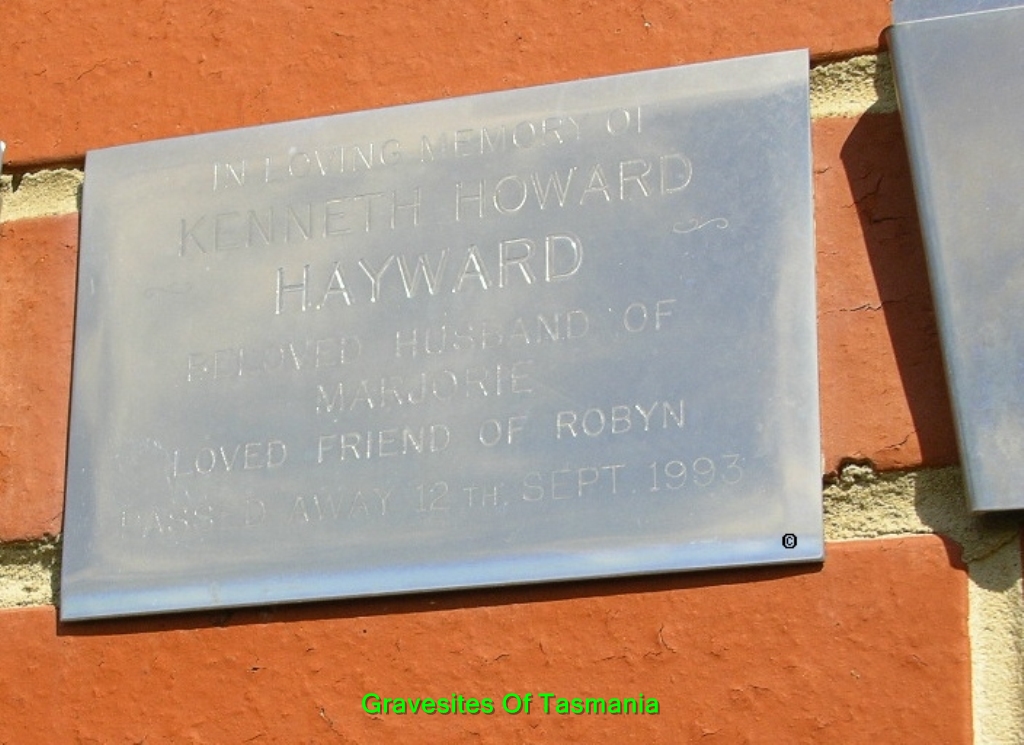 IN LOVING MEMORY OF
KENNETH HOWARD
HAYWARD
BELOVED HUSBAND OF
MARJORIE
LOVED FRIEND OF ROBYN
PASSED AWAY 12TH. SEPT. 1993
©
Gravesites Of Tasmania